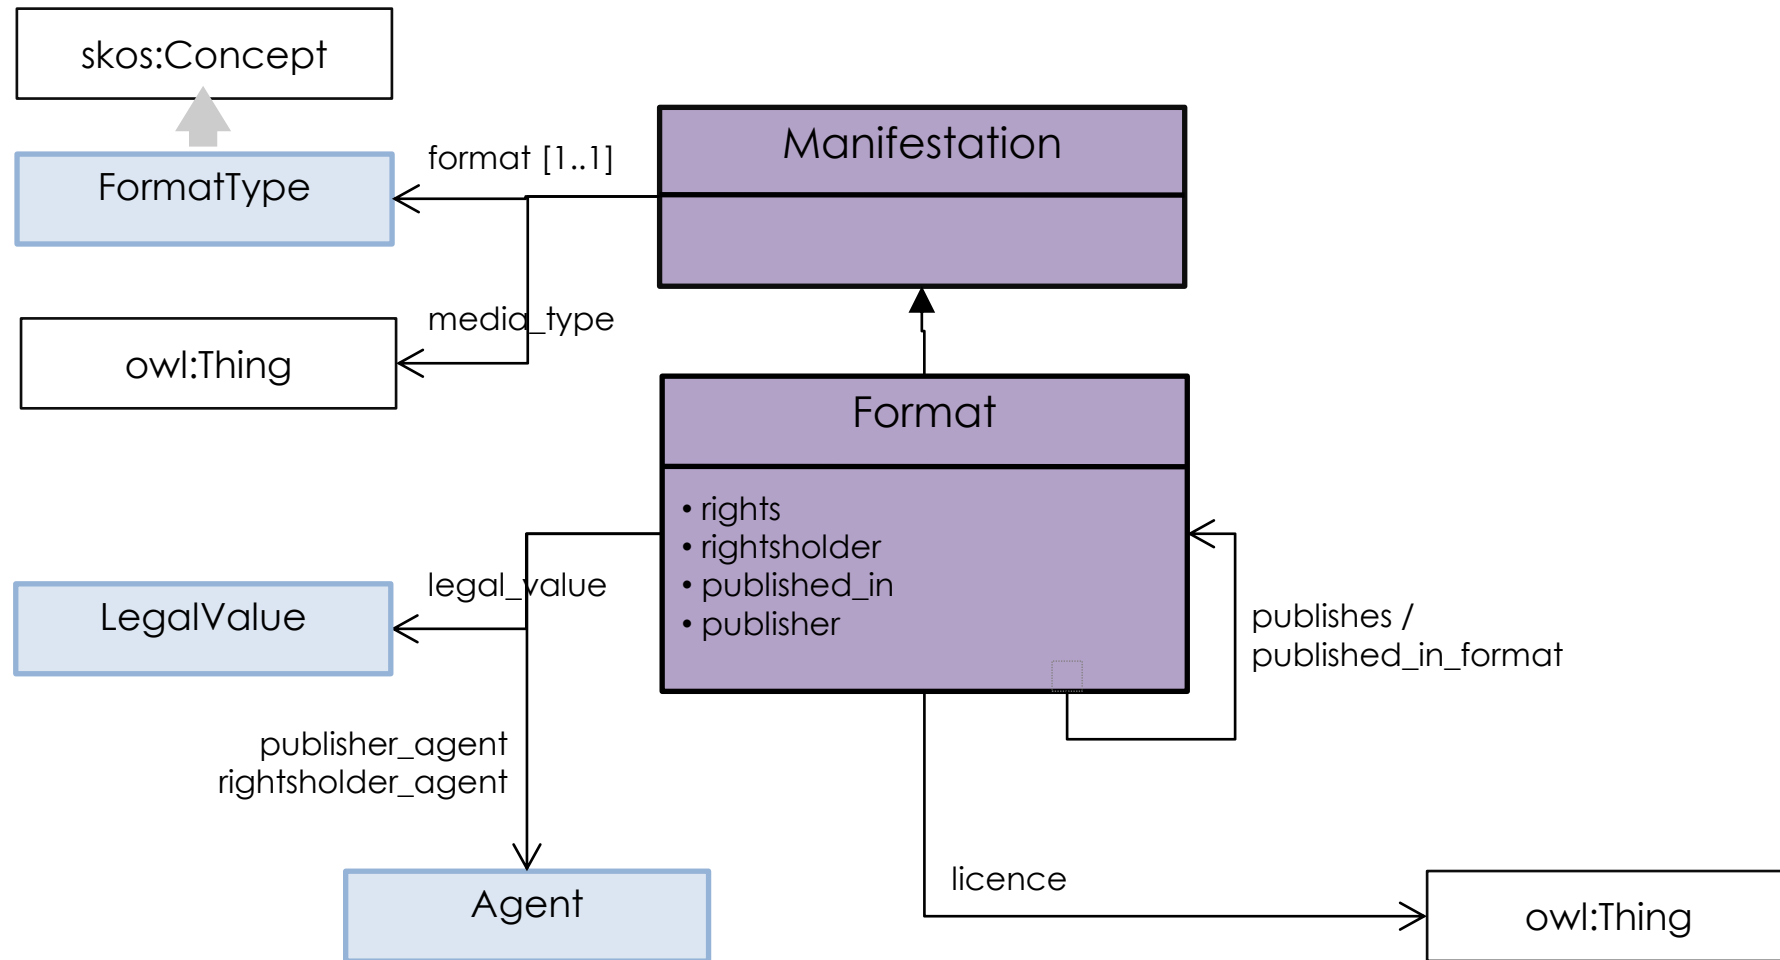 skos:Concept
FormatType
format [1..1]
Manifestation
media_type
owl:Thing
Format
• rights
• rightsholder
• published_in
• publisher
legal_value
LegalValue
publishes /
published_in_format
publisher_agent
rightsholder_agent
Agent
licence
owl:Thing